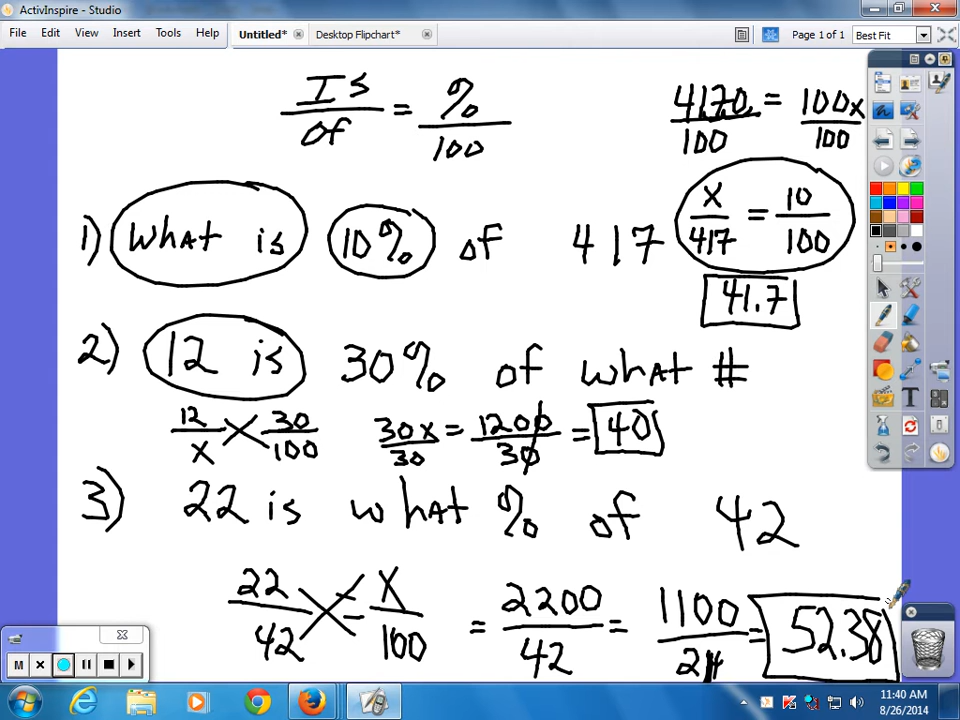 ActivInspire - Studio
File Edit View Insert Tools Help Untitled* Desktop Flipchart* Page 1 of 1 Best Fit
Is/of = %/100
4170/100 = 100x/100
1) What is 10% of 417
x/417 = 10/100
41.7
2) 12 is 30% of what #
12/x 30/100 30x/30 = 1200/30 = 40
3) 22 is what % of 42
22/42 = x/100 = 2200/42 = 1100/21 = 52.38
M
11:40 AM
8/26/2014